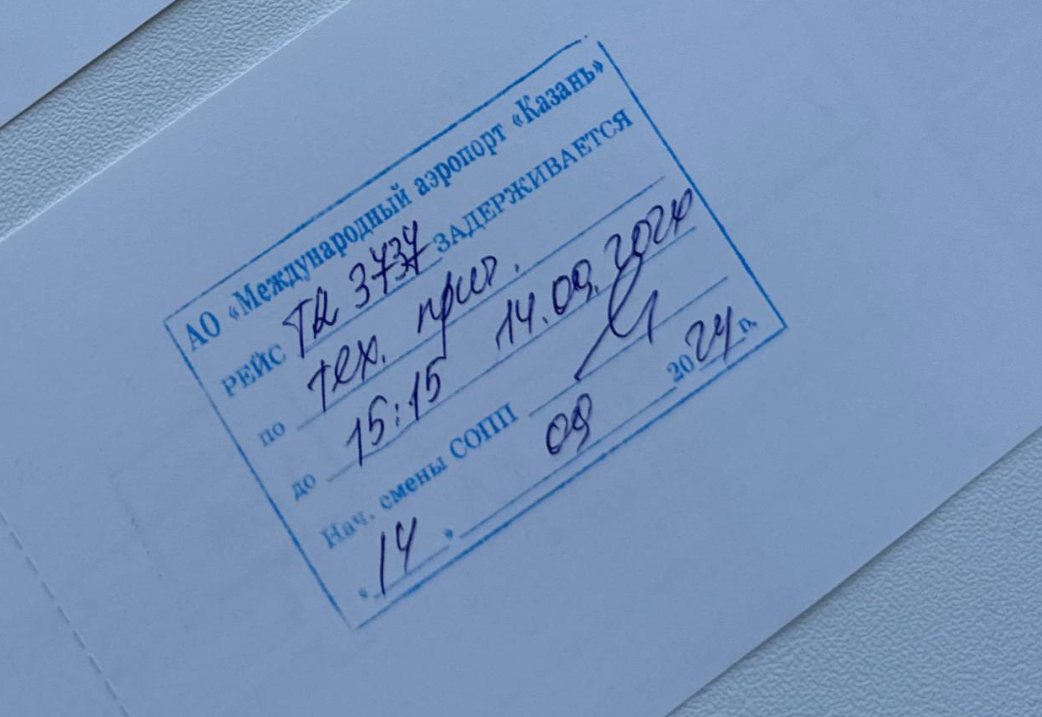 АО «Международный аэропорт «Казань»
РЕЙС ТК 3737 ЗАДЕРЖИВАЕТСЯ
по тех. прич.
до 15:15 14.09.2024
Нач. смены СОПП
«14» 09 2024 г.